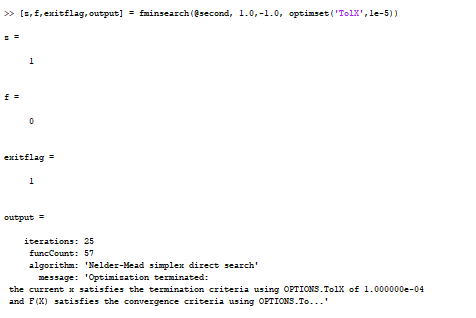 >> [z,f,exitflag,output] = fminsearch(@second, 1.0,-1.0, optimset('TolX',1e-5))
z =
1
f =
0
exitflag =
1
output =
iterations: 25
funcCount: 57
algorithm: 'Nelder-Mead simplex direct search'
message: 'Optimization terminated:
the current x satisfies the termination criteria using OPTIONS.TolX of 1.000000e-04
and F(X) satisfies the convergence criteria using OPTIONS.To...'